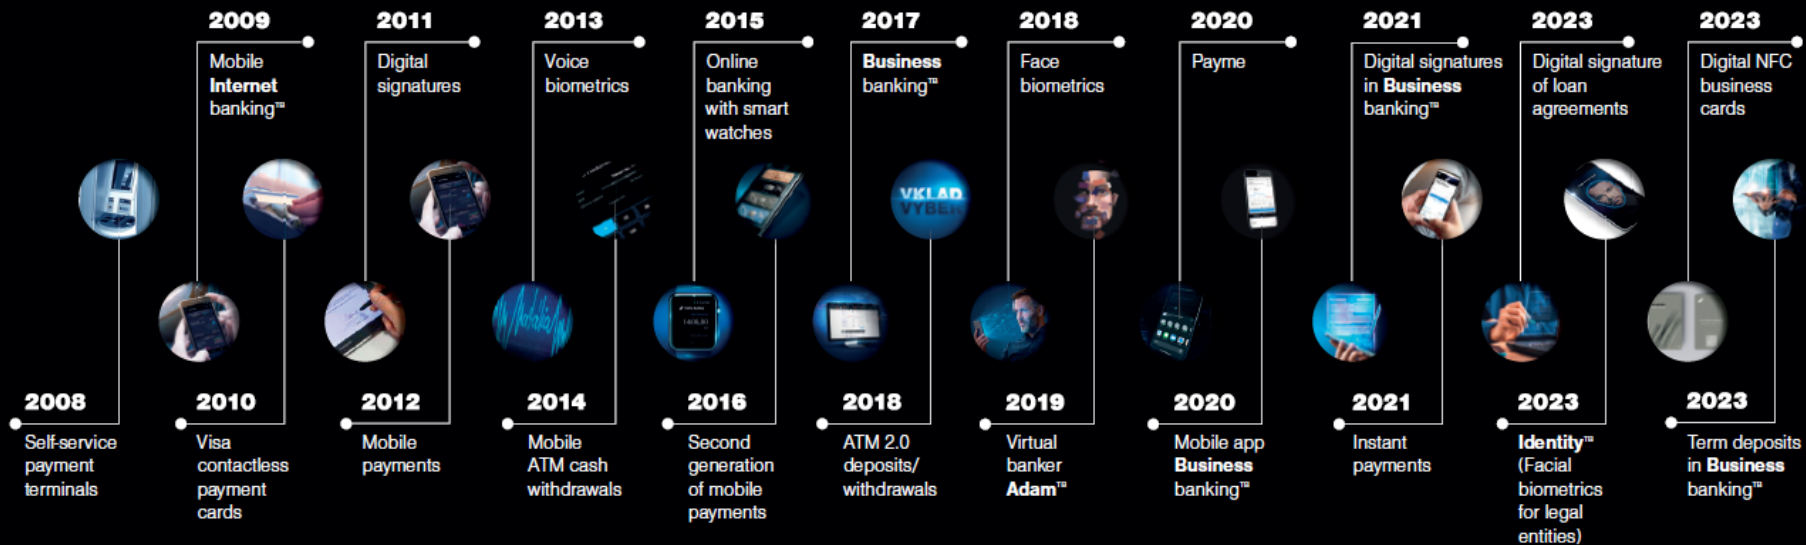 2009
Mobile
Internet
banking™
2011
Digital
signatures
2013
Voice
biometrics
2015
Online
banking
with smart
watches
2017
Business
banking™
2018
Face
biometrics
2020
Payme
2021
Digital signatures
in Business
banking™
2023
Digital signature
of loan
agreements
2023
Digital NFC
business
cards
VKLAD
VYBER
2008
Self-service
payment
terminals
2010
Visa
contactless
payment
cards
2012
Mobile
payments
2014
Mobile
ATM cash
withdrawals
2016
Second
generation
of mobile
payments
2018
ATM 2.0
deposits/
withdrawals
2019
Virtual
banker
Adam™
2020
Mobile app
Business
banking™
2021
Instant
payments
2023
Identity™
(Facial
biometrics
for legal
entities)
2023
Term deposits
in Business
banking™